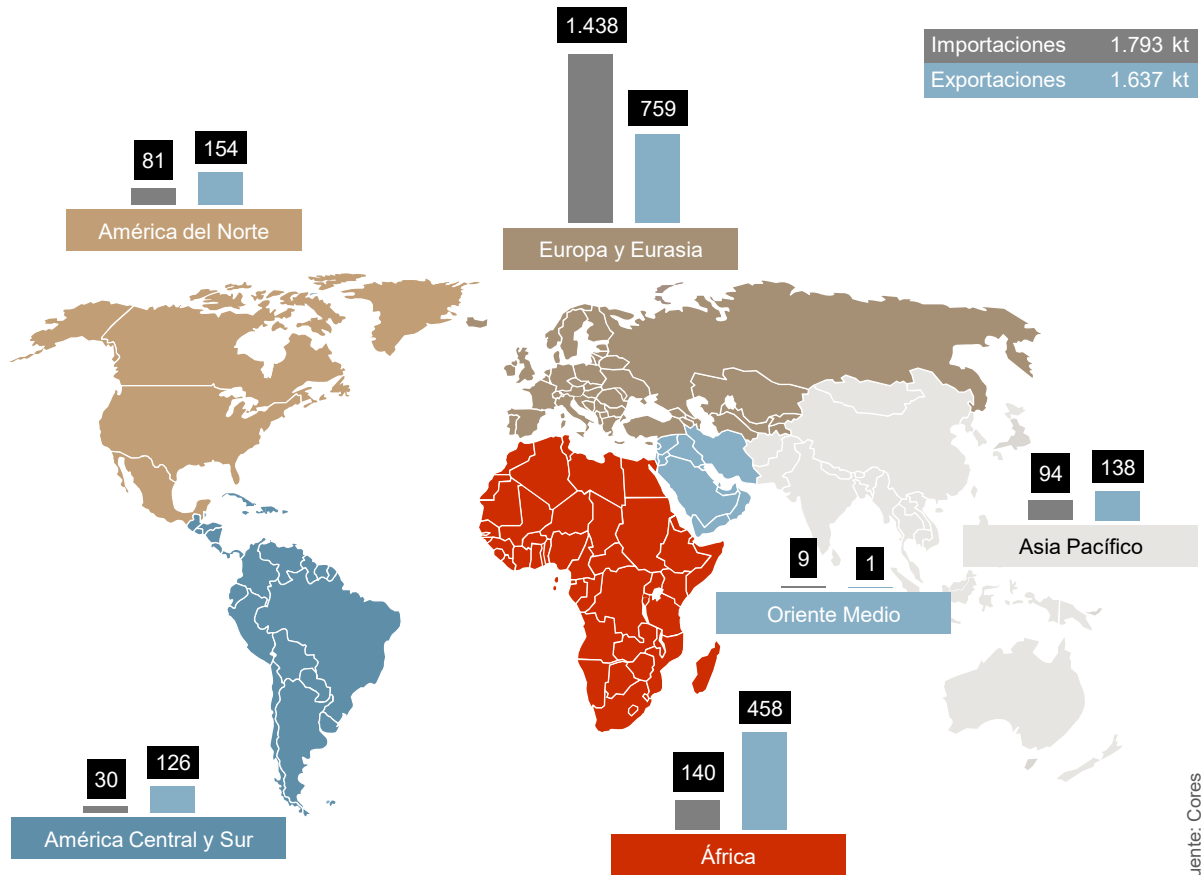 1.438
759
Importaciones 1.793 kt
Exportaciones 1.637 kt
81
154
América del Norte
Europa y Eurasia
94
138
Asia Pacífico
9
1
Oriente Medio
30
126
América Central y Sur
140
458
África
uente: Cores